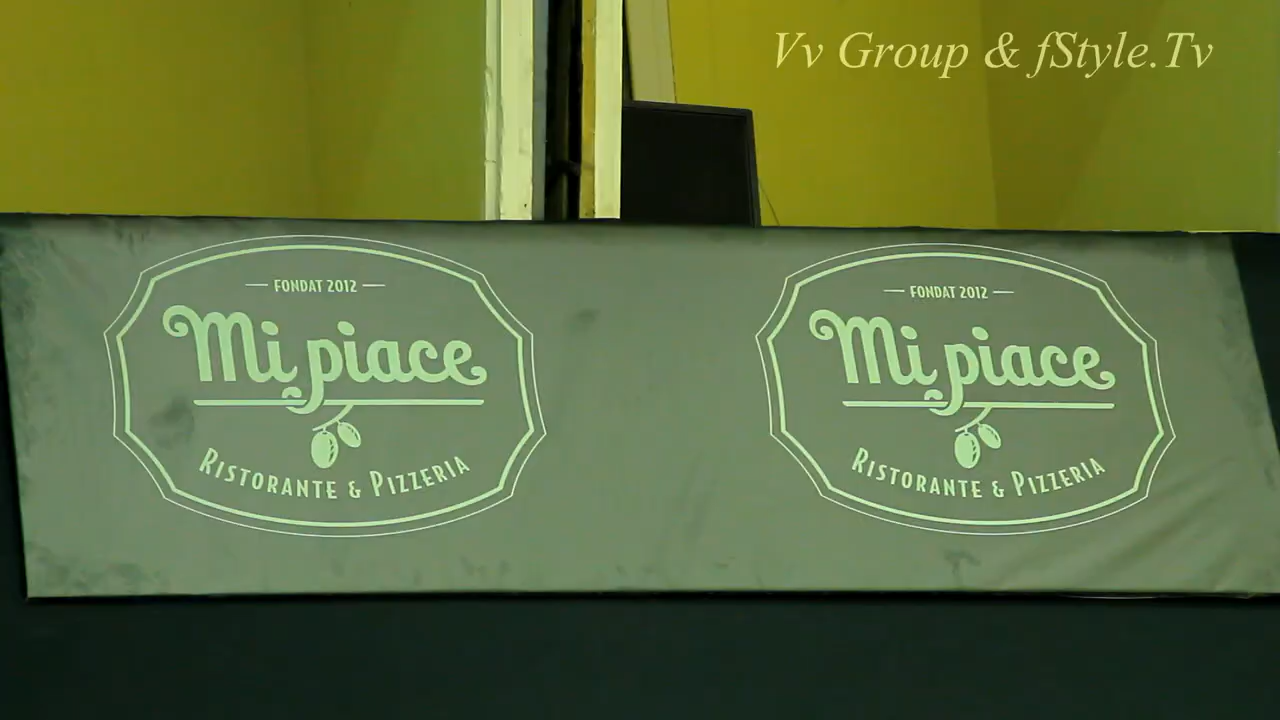 Vv Group & fStyle.Tv
FONDAT 2012
Mi piace
RISTORANTE & PIZZERIA
FONDAT 2012
Mi piace
RISTORANTE & PIZZERIA